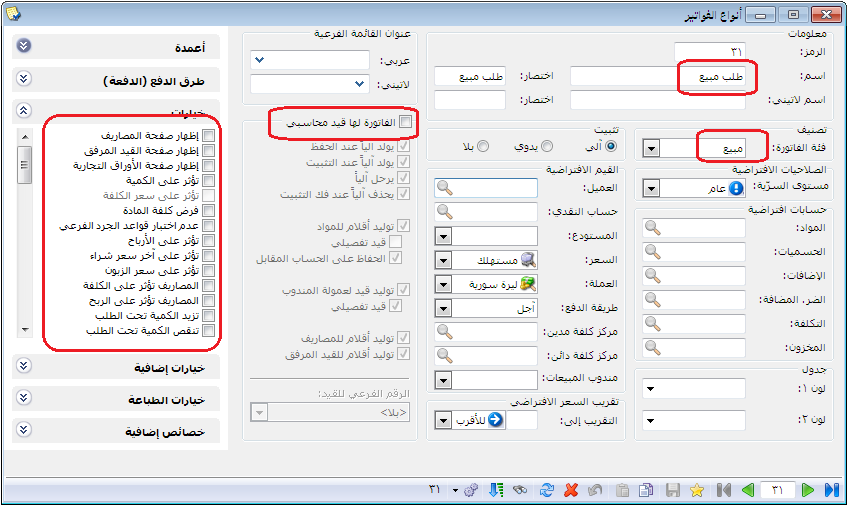 أنواع الفواتير
معلومات
الرمز: ٣١
اسم: طلب مبيع اختصار: طلب مبيع
اسم لاتيني: اختصار:
تصنيف
فئة الفاتورة: مبيع
الصلاحيات الافتراضية
مستوى السرّية: عام
حسابات افتراضية
المواد:
الحسميات:
الإضافات:
الضر. المضافة:
التكلفة:
المخزون:
جدول
لون ١:
لون ٢:
تثبيت
آلي يدوي بلا
القيم الافتراضية
العميل:
حساب النقدي:
المستودع:
السعر: مستهلك
العملة: ليرة سورية
طريقة الدفع: آجل
مركز كلفة مدين:
مركز كلفة دائن:
مندوب المبيعات:
تقريب السعر الافتراضي
التقريب إلى: للأقرب
عنوان القائمة الفرعية
عربي:
لاتيني:
الفاتورة لها قيد محاسبي
يولد آلياً عند الحفظ
يولد آلياً عند التثبيت
يرحل آلياً
يحذف آلياً عند فك التثبيت
توليد أقلام للمواد
قيد تفصيلي
الحفاظ على الحساب المقابل
توليد قيد لعمولة المندوب
قيد تفصيلي
توليد أقلام للمصاريف
توليد أقلام للقيد المرفق
الرقم الفرعي للقيد:
<بلا>
أعمدة
طرق الدفع (الدفعة)
خيارات
إظهار صفحة المصاريف
إظهار صفحة القيد المرفق
إظهار صفحة الأوراق التجارية
تؤثر على الكمية
تؤثر على سعر الكلفة
فرض كلفة المادة
عدم اختبار قواعد الجرد الفرعي
تؤثر على الأرباح
تؤثر على آخر سعر شراء
تؤثر على سعر الزبون
المصاريف تؤثر على الكلفة
المصاريف تؤثر على الربح
تزيد الكمية تحت الطلب
تنقص الكمية تحت الطلب
خيارات إضافية
خيارات الطباعة
خصائص إضافية
٣١ ٣١